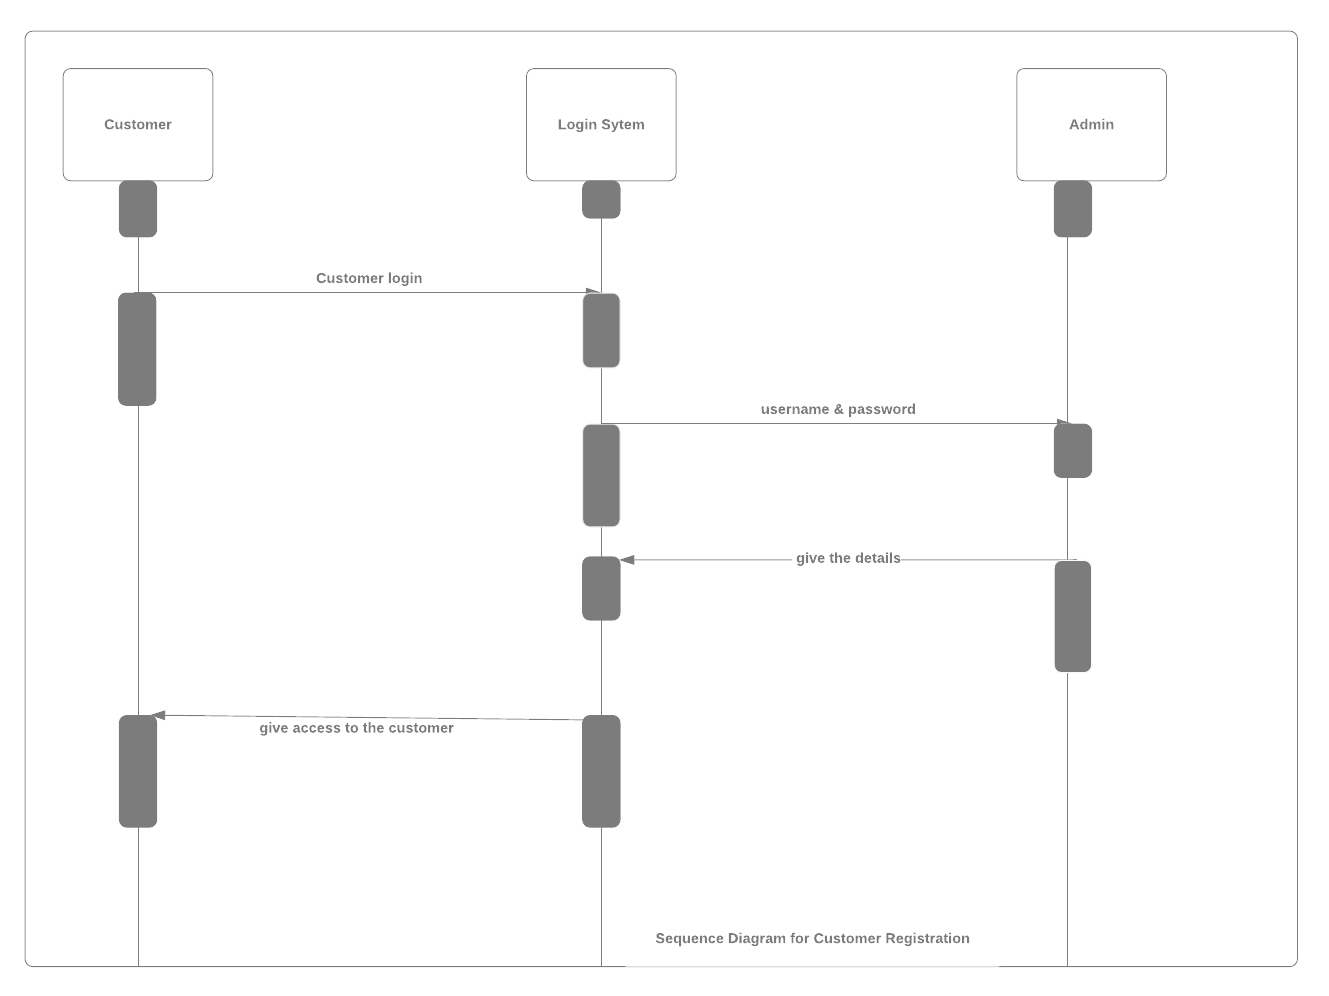 Customer
Login Sytem
Admin
Customer login
username & password
give the details
give access to the customer
Sequence Diagram for Customer Registration